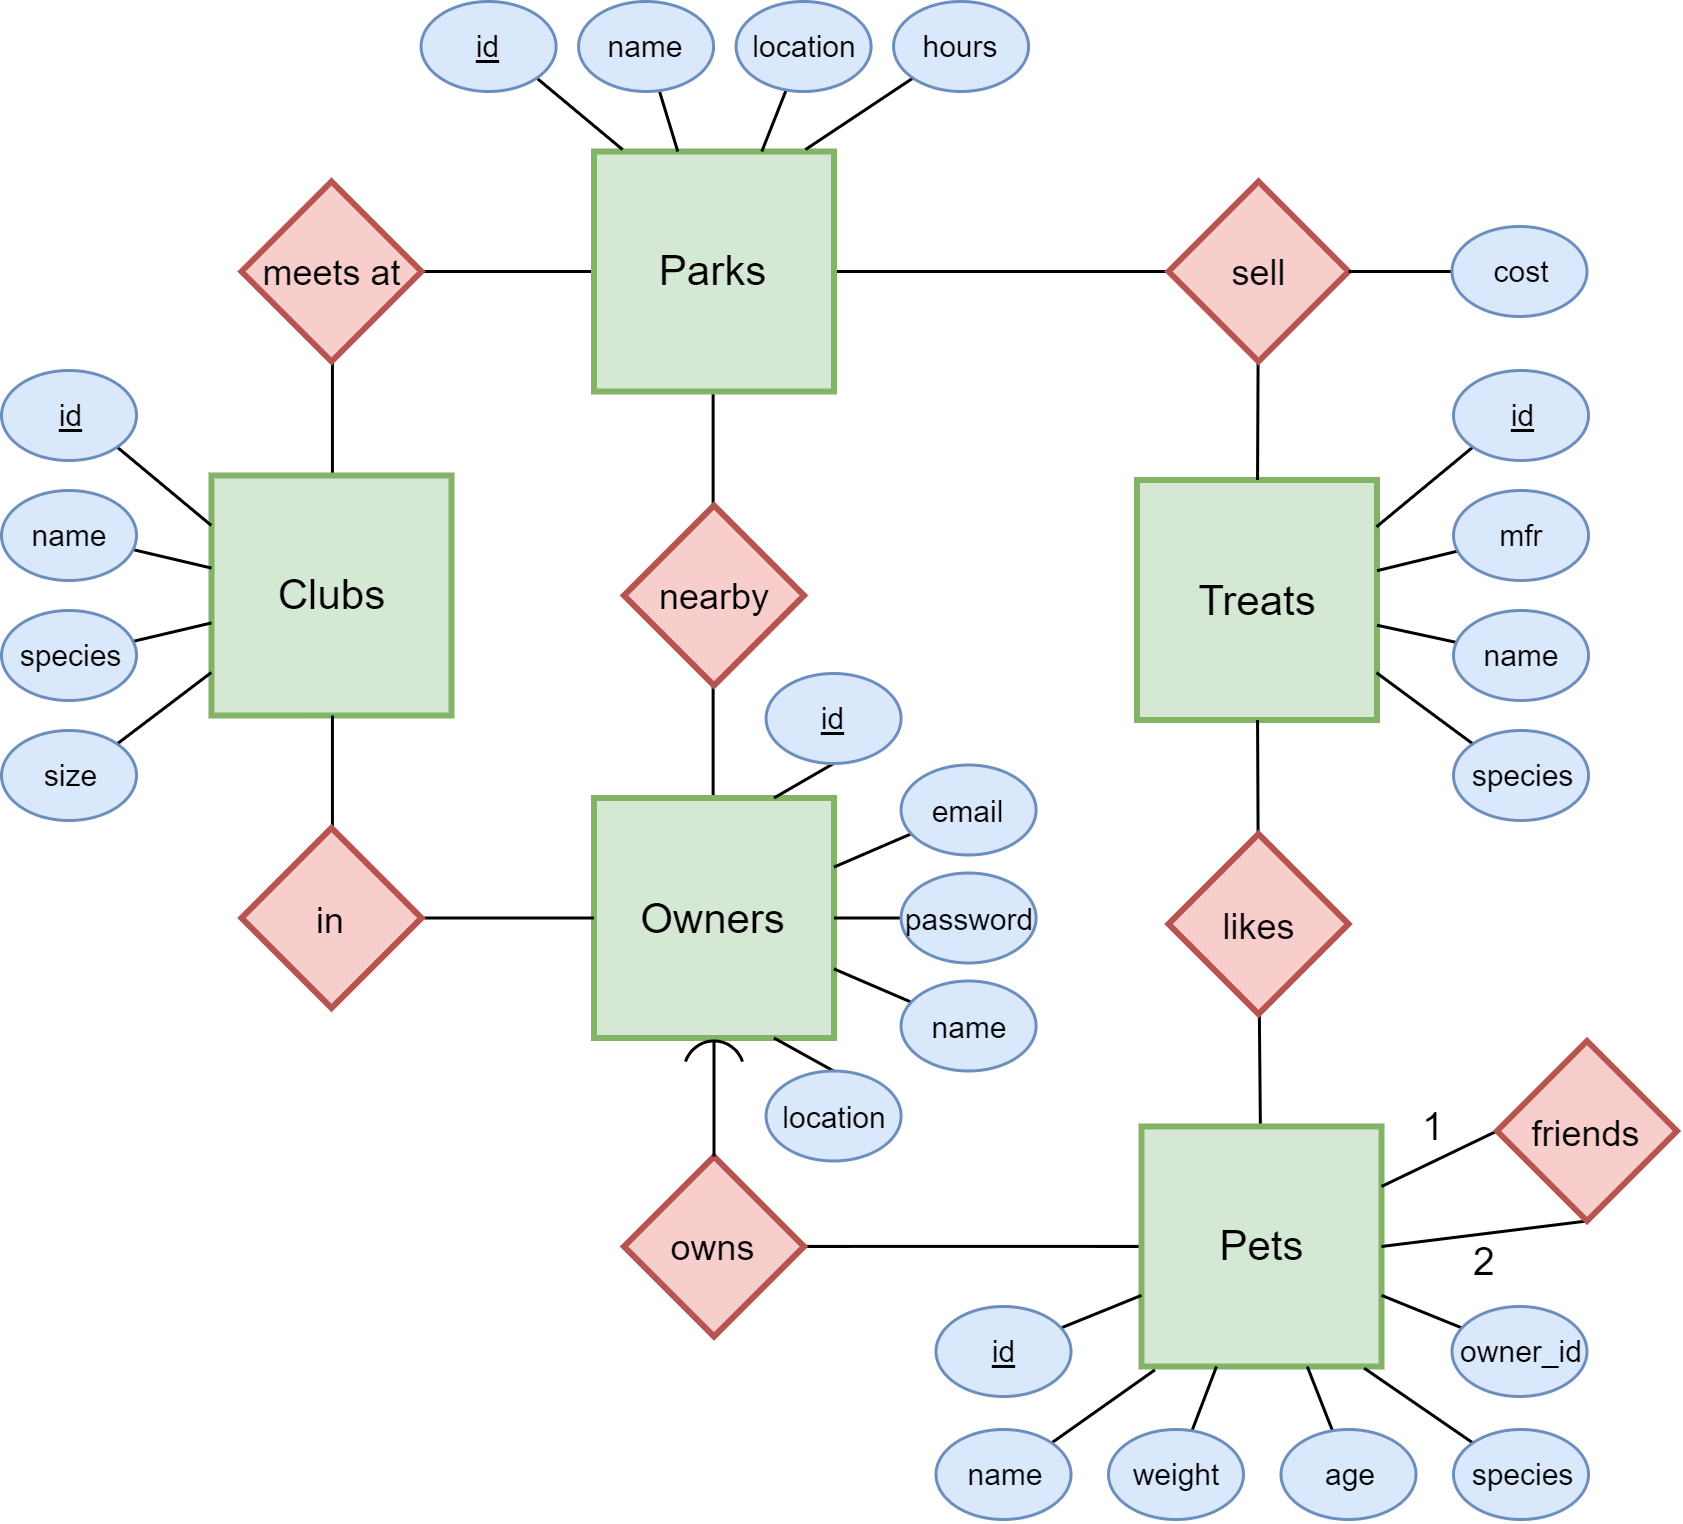 id
name
location
hours
meets at
Parks
sell
cost
id
name
species
size
Clubs
nearby
Treats
id
mfr
name
species
in
Owners
id
email
password
name
location
likes
owns
Pets
1
2
friends
id
owner_id
name
weight
age
species